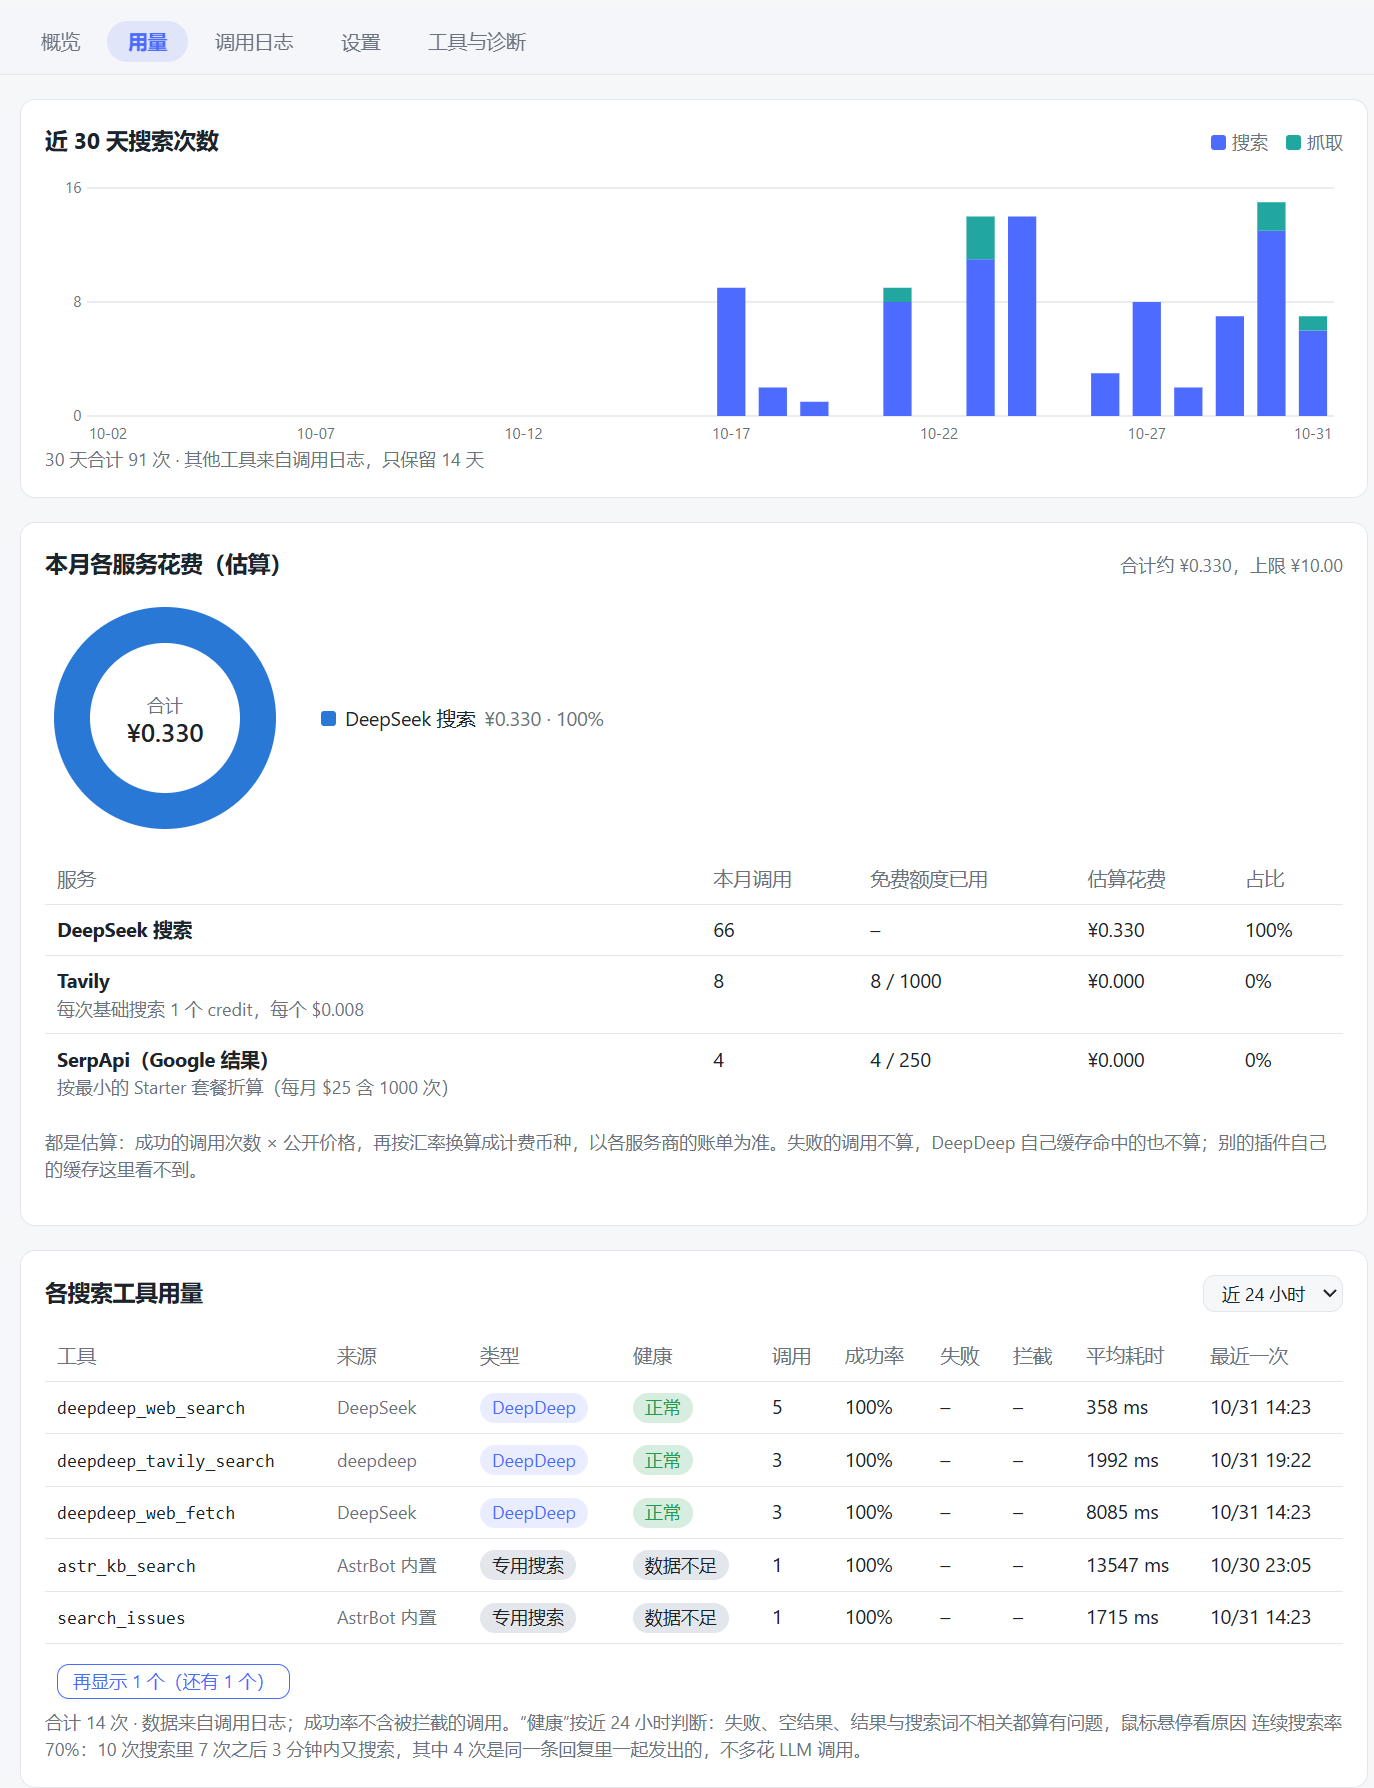 概览 用量 调用日志 设置 工具与诊断
近 30 天搜索次数
搜索 抓取
16
8
0
10-02 10-07 10-12 10-17 10-22 10-27 10-31
30 天合计 91 次 · 其他工具来自调用日志，只保留 14 天
本月各服务花费（估算）
合计约 ¥0.330，上限 ¥10.00
合计
¥0.330
DeepSeek 搜索 ¥0.330 · 100%
服务 本月调用 免费额度已用 估算花费 占比
DeepSeek 搜索 66 – ¥0.330 100%
Tavily 8 8 / 1000 ¥0.000 0%
每次基础搜索 1 个 credit，每个 $0.008
SerpApi（Google 结果） 4 4 / 250 ¥0.000 0%
按最小的 Starter 套餐折算（每月 $25 含 1000 次）
都是估算：成功的调用次数 × 公开价格，再按汇率换算成计费币种，以各服务商的账单为准。失败的调用不算，DeepDeep 自己缓存命中的也不算；别的插件自己
的缓存这里看不到。
各搜索工具用量
近 24 小时
工具 来源 类型 健康 调用 成功率 失败 拦截 平均耗时 最近一次
deepdeep_web_search DeepSeek DeepDeep 正常 5 100% – – 358 ms 10/31 14:23
deepdeep_tavily_search deepdeep DeepDeep 正常 3 100% – – 1992 ms 10/31 19:22
deepdeep_web_fetch DeepSeek DeepDeep 正常 3 100% – – 8085 ms 10/31 14:23
astr_kb_search AstrBot 内置 专用搜索 数据不足 1 100% – – 13547 ms 10/30 23:05
search_issues AstrBot 内置 专用搜索 数据不足 1 100% – – 1715 ms 10/31 14:23
再显示 1 个（还有 1 个）
合计 14 次 · 数据来自调用日志；成功率不含被拦截的调用。“健康”按近 24 小时判断：失败、空结果、结果与搜索词不相关都算有问题，鼠标悬停看原因 连续搜索率
70%：10 次搜索里 7 次之后 3 分钟内又搜索，其中 4 次是同一条回复里一起发出的，不多花 LLM 调用。